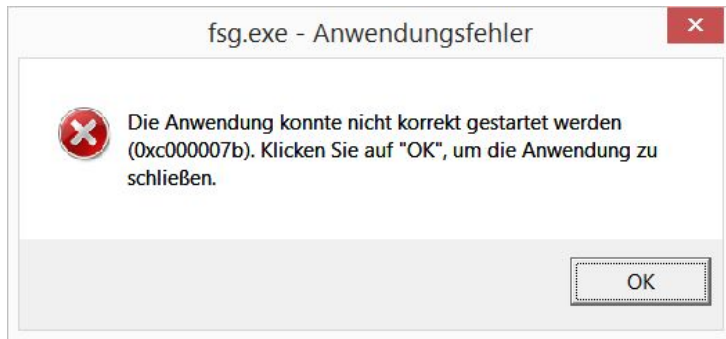 fsg.exe - Anwendungsfehler
Die Anwendung konnte nicht korrekt gestartet werden
(0xc000007b). Klicken Sie auf "OK", um die Anwendung zu
schließen.
OK